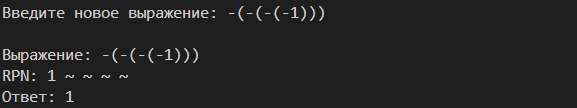 Введите новое выражение: -(-(-(-1)))
Выражение: -(-(-(-1)))
RPN: 1 ~ ~ ~ ~
Ответ: 1